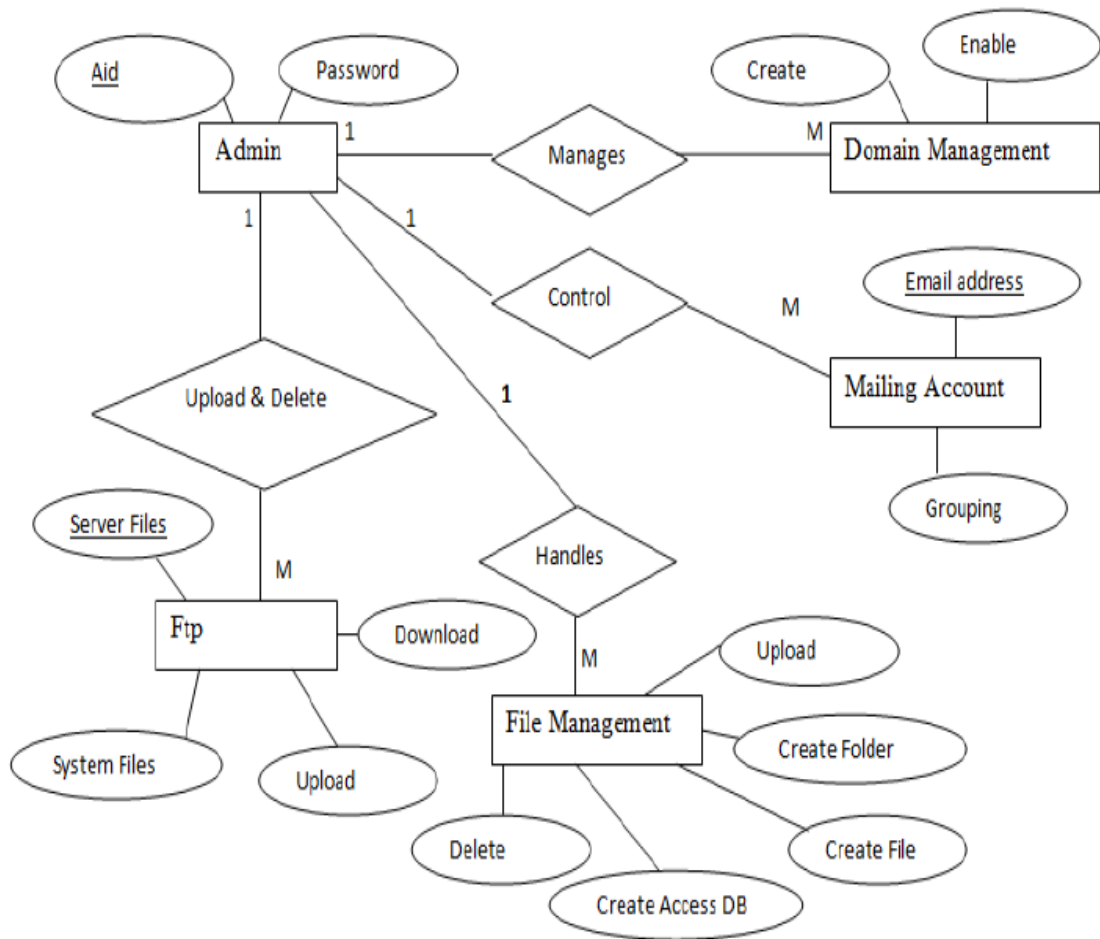 Enable
Aid
Password
Create
1
M
Admin
Manages
Domain Management
1
1
Email address
Control
M
Mailing Account
Upload & Delete
1
Grouping
Server Files
Handles
M
Ftp
Download
Upload
M
File Management
Create Folder
System Files
Upload
Delete
Create File
Create Access DB